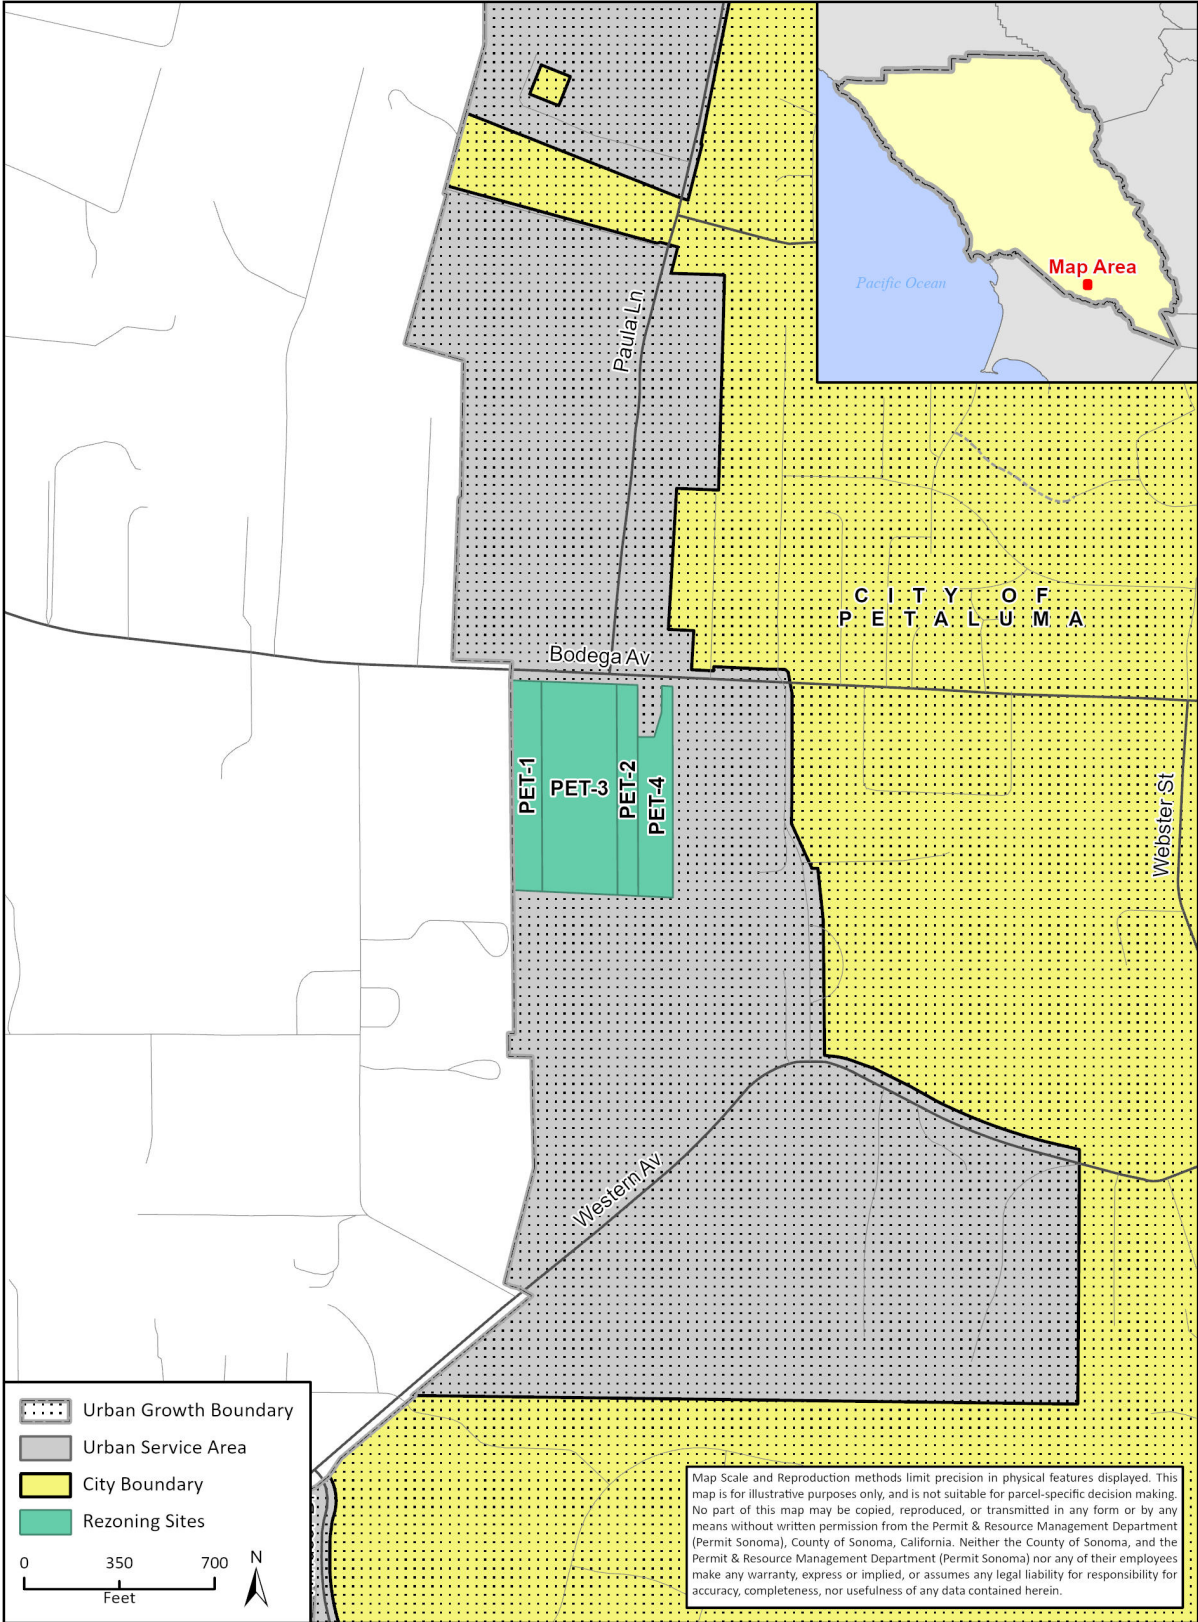 Pacific Ocean
Map Area
Paula Ln
CITY OF
PETALUMA
Bodega Av
PET-1
PET-3
PET-2
PET-4
Webster St
Western Av
Urban Growth Boundary
Urban Service Area
City Boundary
Rezoning Sites
0 350 700
Feet
N
Map Scale and Reproduction methods limit precision in physical features displayed. This
map is for illustrative purposes only, and is not suitable for parcel-specific decision making.
No part of this map may be copied, reproduced, or transmitted in any form or by any
means without written permission from the Permit & Resource Management Department
(Permit Sonoma), County of Sonoma, California. Neither the County of Sonoma, and the
Permit & Resource Management Department (Permit Sonoma) nor any of their employees
make any warranty, express or implied, or assumes any legal liability for responsibility for
accuracy, completeness, nor usefulness of any data contained herein.